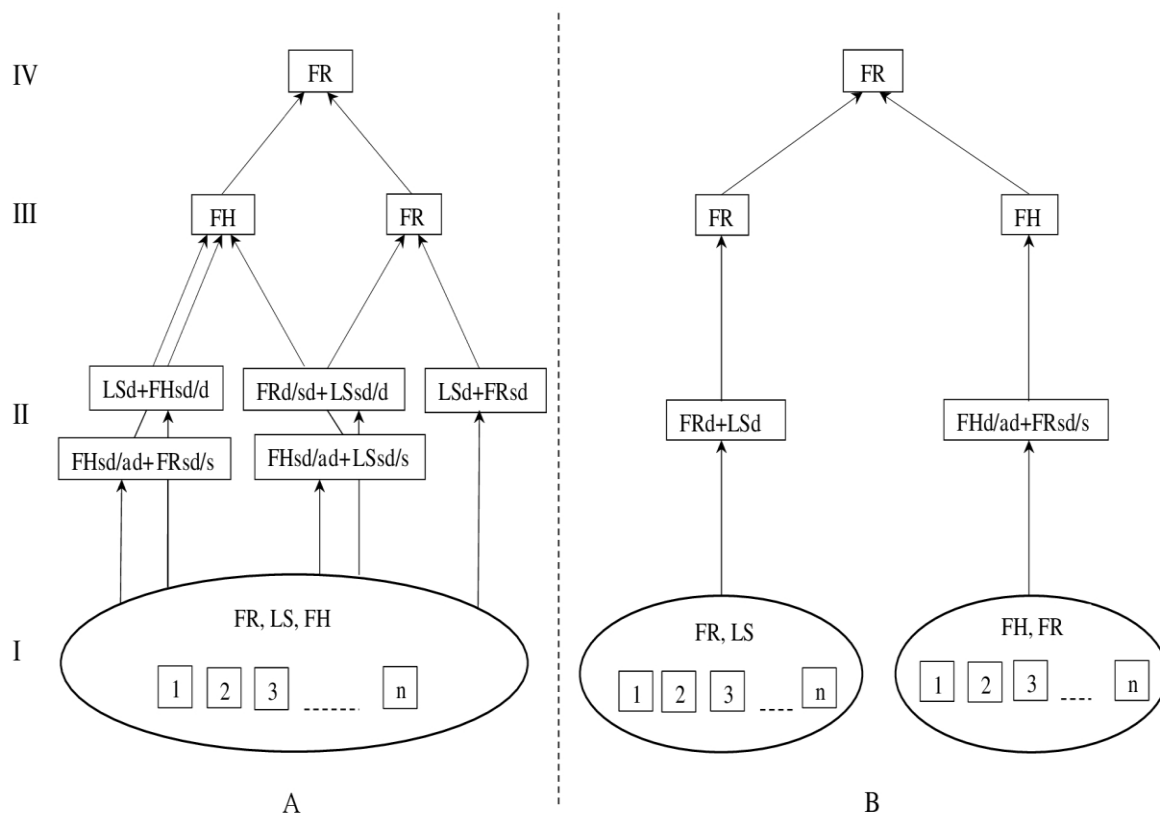 IV
FR
FR
III
FH
FR
FR
FH
II
LSd+FHsd/d
FRd/sd+LSsd/d
LSd+FRsd
FRd+LSd
FHd/ad+FRsd/s
FHsd/ad+FRsd/s
FHsd/ad+LSsd/s
I
FR, LS, FH
1 2 3 ...... n
FR, LS
1 2 3 .... n
FH, FR
1 2 3 .... n
A
B